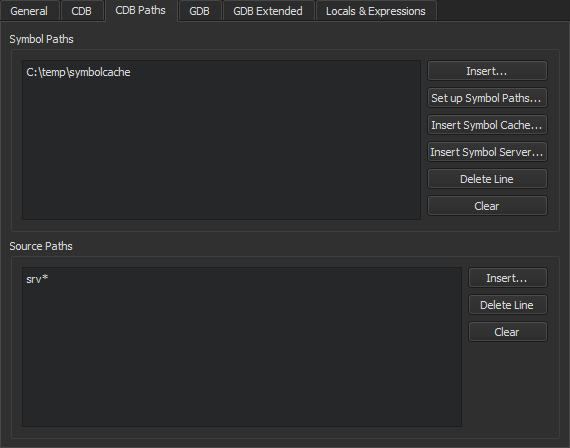 General CDB CDB Paths GDB GDB Extended Locals & Expressions
Symbol Paths
C:\temp\symbolcache
Insert...
Set up Symbol Paths...
Insert Symbol Cache...
Insert Symbol Server...
Delete Line
Clear
Source Paths
srv*
Insert...
Delete Line
Clear